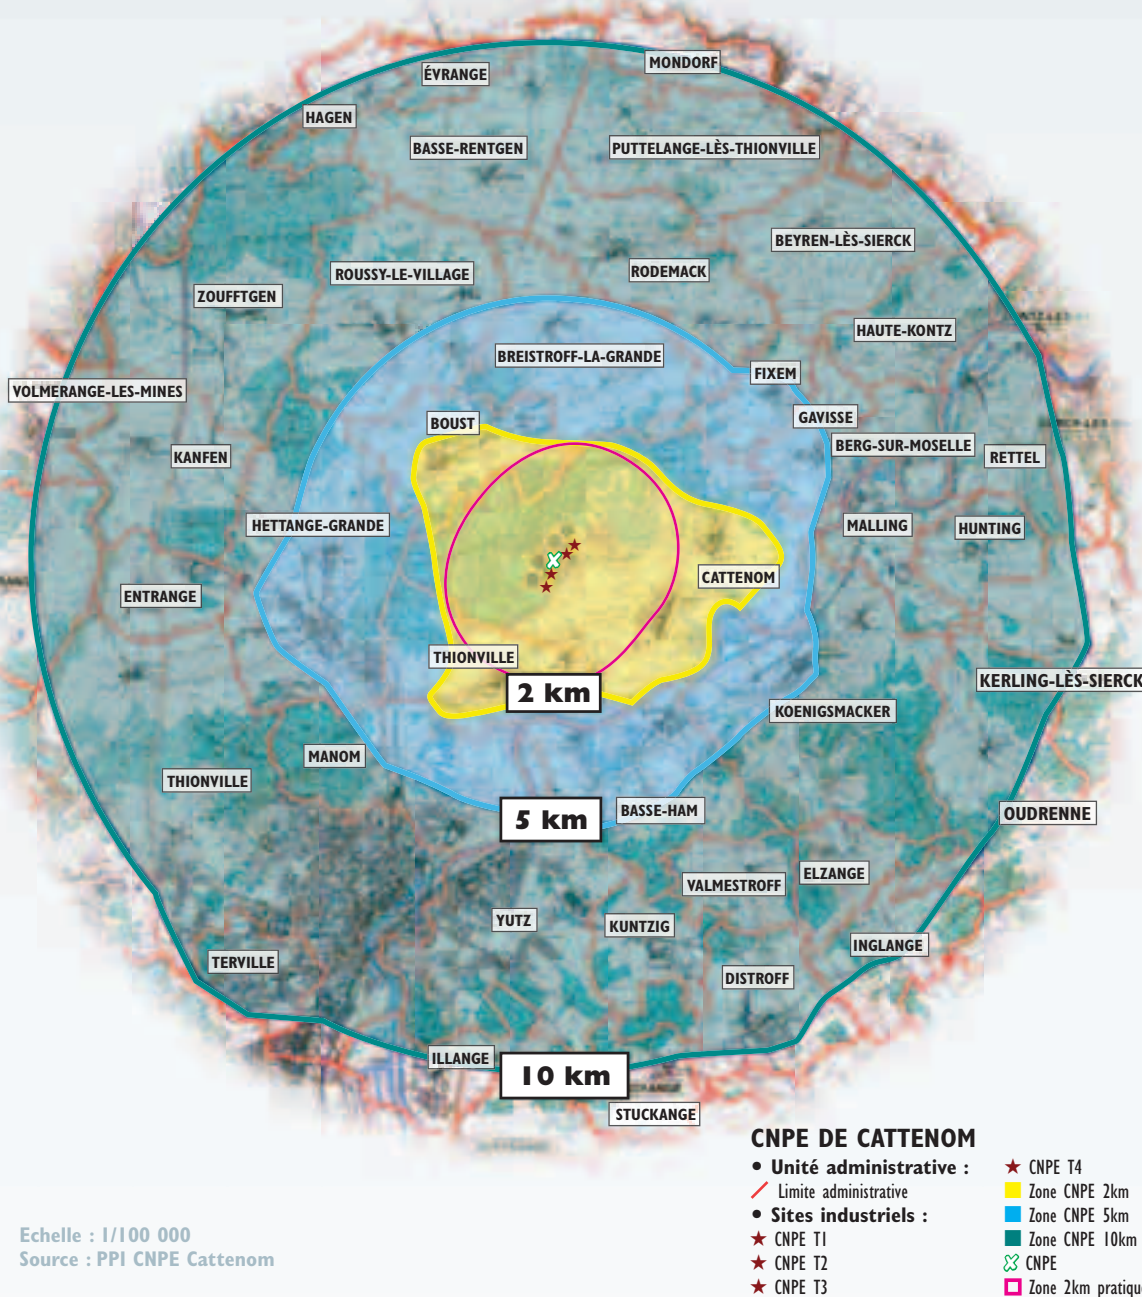 MONDORF
ÉVRANGE
HAGEN
BASSE-RENTGEN
PUTTELANGE-LÈS-THIONVILLE
BEYREN-LÈS-SIERCK
RODEMACK
ROUSSY-LE-VILLAGE
ZOUFFTGEN
HAUTE-KONTZ
BREISTROFF-LA-GRANDE
FIXEM
VOLMERANGE-LES-MINES
GAVISSE
BOUST
BERG-SUR-MOSELLE
KANFEN
RETTEL
HETTANGE-GRANDE
MALLING
HUNTING
CATTENOM
ENTRANGE
THIONVILLE
KERLING-LÈS-SIERCK
2 km
KOENIGSMACKER
MANOM
THIONVILLE
BASSE-HAM
OUDRENNE
5 km
ELZANGE
VALMESTROFF
YUTZ
KUNTZIG
INGLANGE
TERVILLE
DISTROFF
ILLANGE
10 km
STUCKANGE
CNPE DE CATTENOM
• Unité administrative :
Limite administrative
• Sites industriels :
CNPE T1
CNPE T2
CNPE T3
CNPE T4
Zone CNPE 2km
Zone CNPE 5km
Zone CNPE 10km
CNPE
Zone 2km pratique
Echelle : 1/100 000
Source : PPI CNPE Cattenom